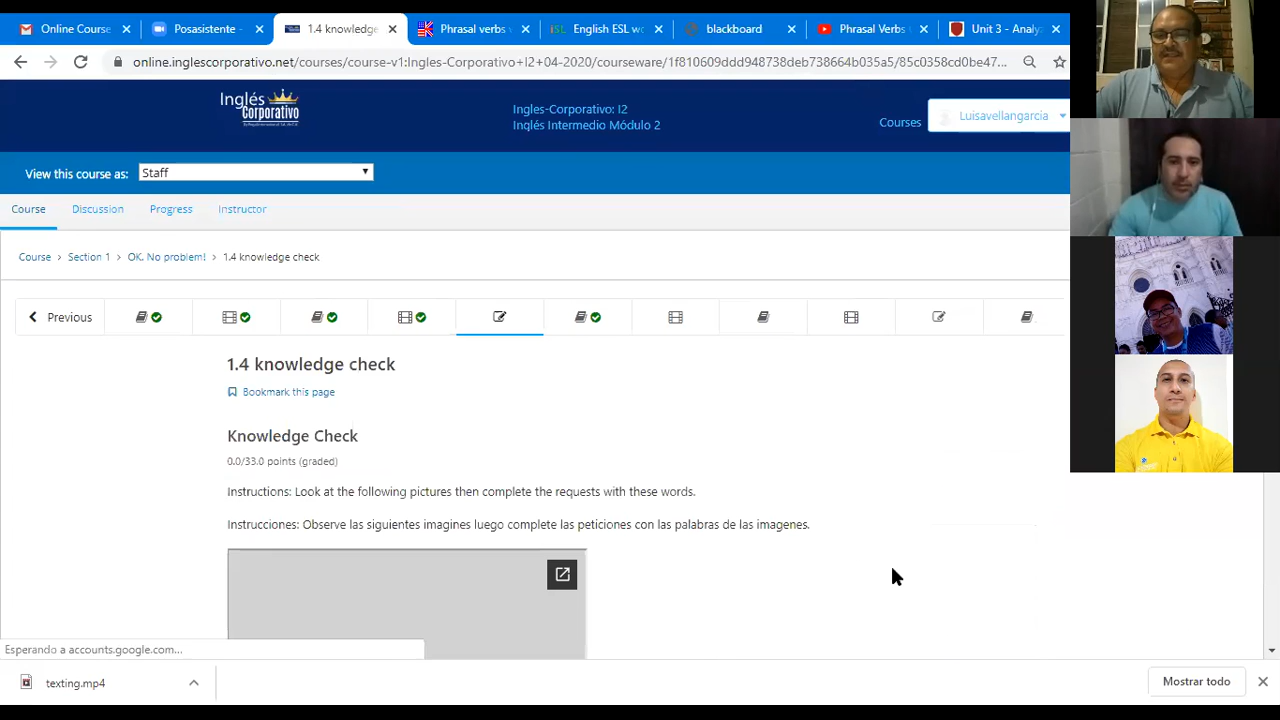 Online Course
Posasistente -
1.4 knowledge
Phrasal verbs v
English ESL wo
blackboard
Phrasal Verbs (
Unit 3 - Analy
online.inglescorporativo.net/courses/course-v1:Ingles-Corporativo+I2+04-2020/courseware/1f810609ddd948738deb738664b035a5/85c0358cd0be47...
Inglés
Corporativo
Ingles-Corporativo: I2
Inglés Intermedio Módulo 2
Courses
Luisavellangarcia
View this course as:
Staff
Course
Discussion
Progress
Instructor
Course > Section 1 > OK. No problem! > 1.4 knowledge check
Previous
1.4 knowledge check
Bookmark this page
Knowledge Check
0.0/33.0 points (graded)
Instructions: Look at the following pictures then complete the requests with these words.
Instrucciones: Observe las siguientes imagines luego complete las peticiones con las palabras de las imagenes.
Esperando a accounts.google.com...
texting.mp4
Mostrar todo